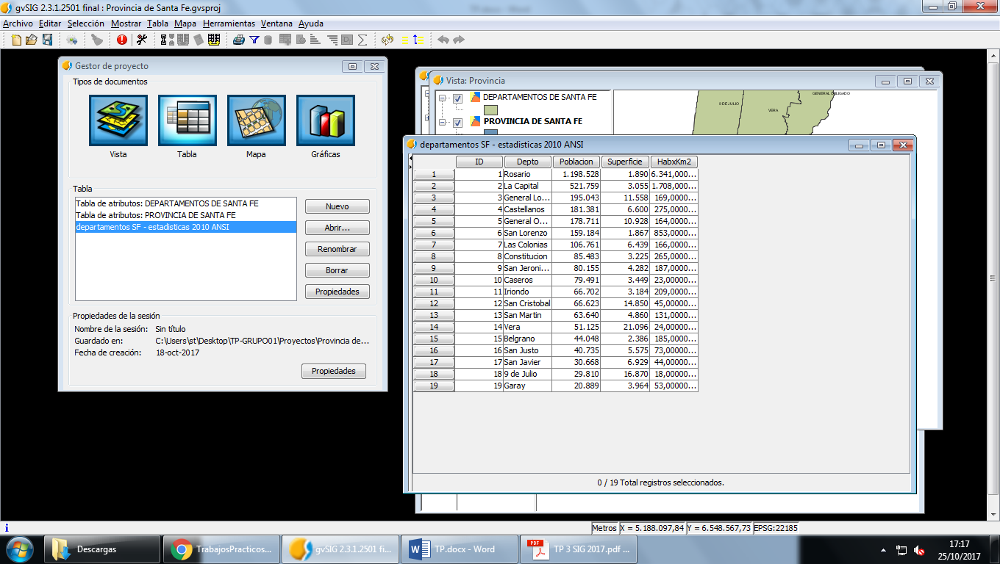 gvSIG 2.3.1.2501 final : Provincia de Santa Fe.gvsproj
Archivo Editar Selección Mostrar Tabla Mapa Herramientas Ventana Ayuda
Gestor de proyecto
Tipos de documentos
Vista Tabla Mapa Gráficas
Tabla
Tabla de atributos: DEPARTAMENTOS DE SANTA FE
Tabla de atributos: PROVINCIA DE SANTA FE
departamentos SF - estadisticas 2010 ANSI
Nuevo
Abrir...
Renombrar
Borrar
Propiedades
Propiedades de la sesión
Nombre de la sesión: Sin título
Guardado en: C:\Users\st\Desktop\TP-GRUPO01\Proyectos\Provincia de...
Fecha de creación: 18-oct-2017
Propiedades
Vista: Provincia
DEPARTAMENTOS DE SANTA FE
PROVINCIA DE SANTA FE
9 DE JULIO
VERA
GENERAL OBLIGADO
departamentos SF - estadisticas 2010 ANSI
ID Depto Poblacion Superficie HabxKm2
1 1 Rosario 1.198.528 1.890 6.341,000...
2 2 La Capital 521.759 3.055 1.708,000...
3 3 General Lo... 195.043 11.558 169,0000...
4 4 Castellanos 181.381 6.600 275,0000...
5 5 General O... 178.711 10.928 164,0000...
6 6 San Lorenzo 159.184 1.867 853,0000...
7 7 Las Colonias 106.761 6.439 166,0000...
8 8 Constitucion 85.483 3.225 265,0000...
9 9 San Jeroni... 80.155 4.282 187,0000...
10 10 Caseros 79.491 3.449 23,00000...
11 11 Iriondo 66.702 3.184 209,0000...
12 12 San Cristobal 66.623 14.850 45,00000...
13 13 San Martin 63.640 4.860 131,0000...
14 14 Vera 51.125 21.096 24,00000...
15 15 Belgrano 44.048 2.386 185,0000...
16 16 San Justo 40.735 5.575 73,00000...
17 17 San Javier 30.668 6.929 44,00000...
18 18 9 de Julio 29.810 16.870 18,00000...
19 19 Garay 20.889 3.964 53,00000...
0 / 19 Total registros seleccionados.
Metros X = 5.188.097,84 Y = 6.548.567,73 EPSG:22185
Descargas TrabajosPracticos... gvSIG 2.3.1.2501 fi... TP.docx - Word TP 3 SIG 2017.pdf ...
17:17
25/10/2017